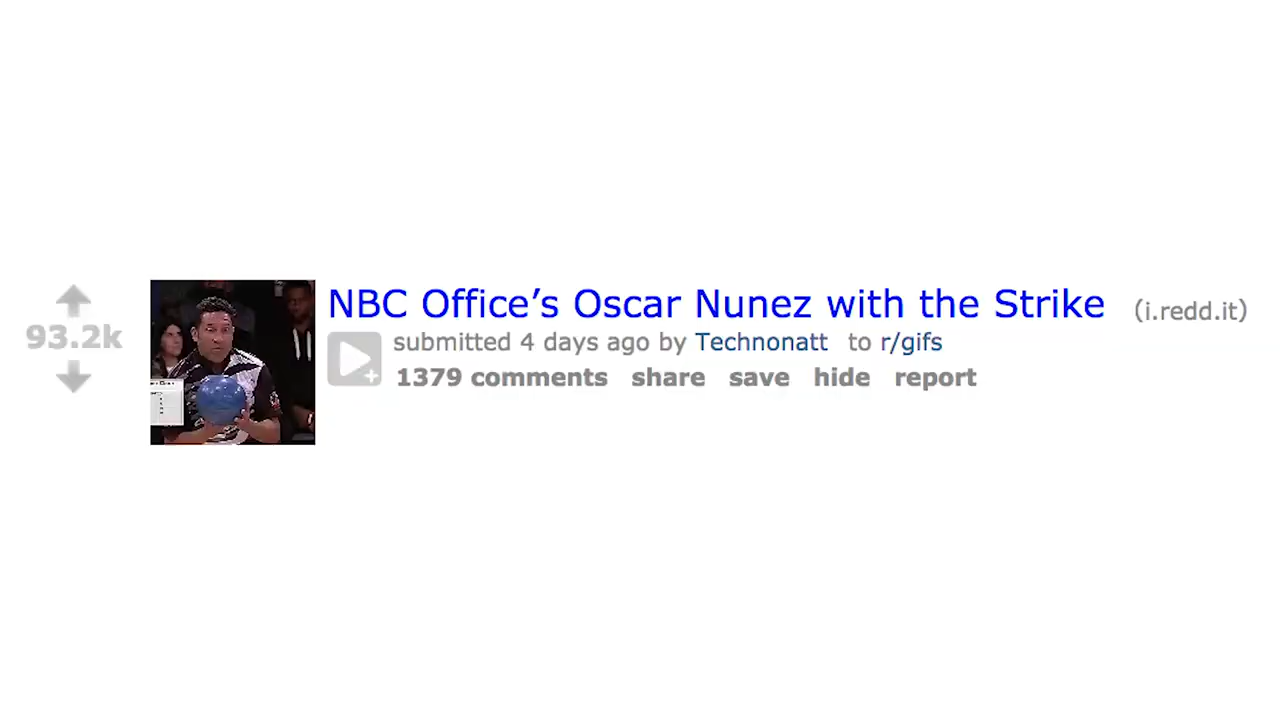 NBC Office’s Oscar Nunez with the Strike (i.redd.it)
93.2k
submitted 4 days ago by Technonatt to r/gifs
1379 comments share save hide report